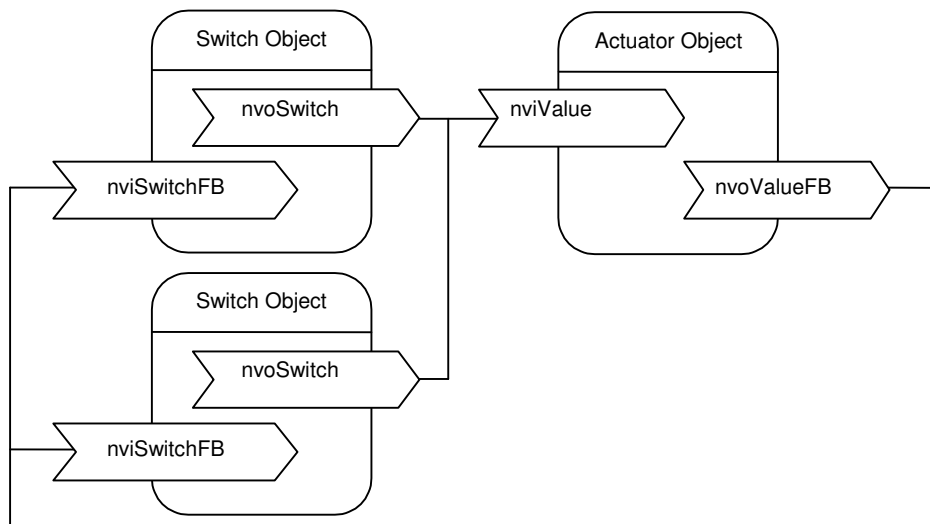 Switch Object
nvoSwitch
nviSwitchFB
Actuator Object
nviValue
nvoValueFB
Switch Object
nvoSwitch
nviSwitchFB